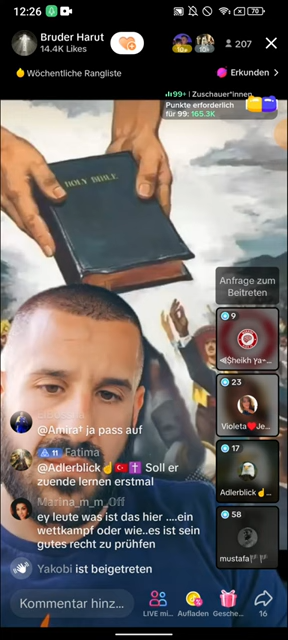 12:26
70
Bruder Harut
14.4K Likes
207
Wöchentliche Rangliste
Erkunden
99+ | Zuschauer*innen
Punkte erforderlich
für 99: 165.3K
HOLY BIBLE
Anfrage zum
Beitreten
9
23
Violeta❤️Je...
17
Adlerblick☝️...
58
mustafa
@Amira† ja pass auf
11 Fatima
@Adlerblick☝️🇹🇷✝️ Soll er
zuende lernen erstmal
Marina_m_m_Off
ey leute was ist das hier ....ein
wettkampf oder wie..es ist sein
gutes recht zu prühfen
Yakobi ist beigetreten
Kommentar hinz...
LIVE mi...
Aufladen
Gesche...
16